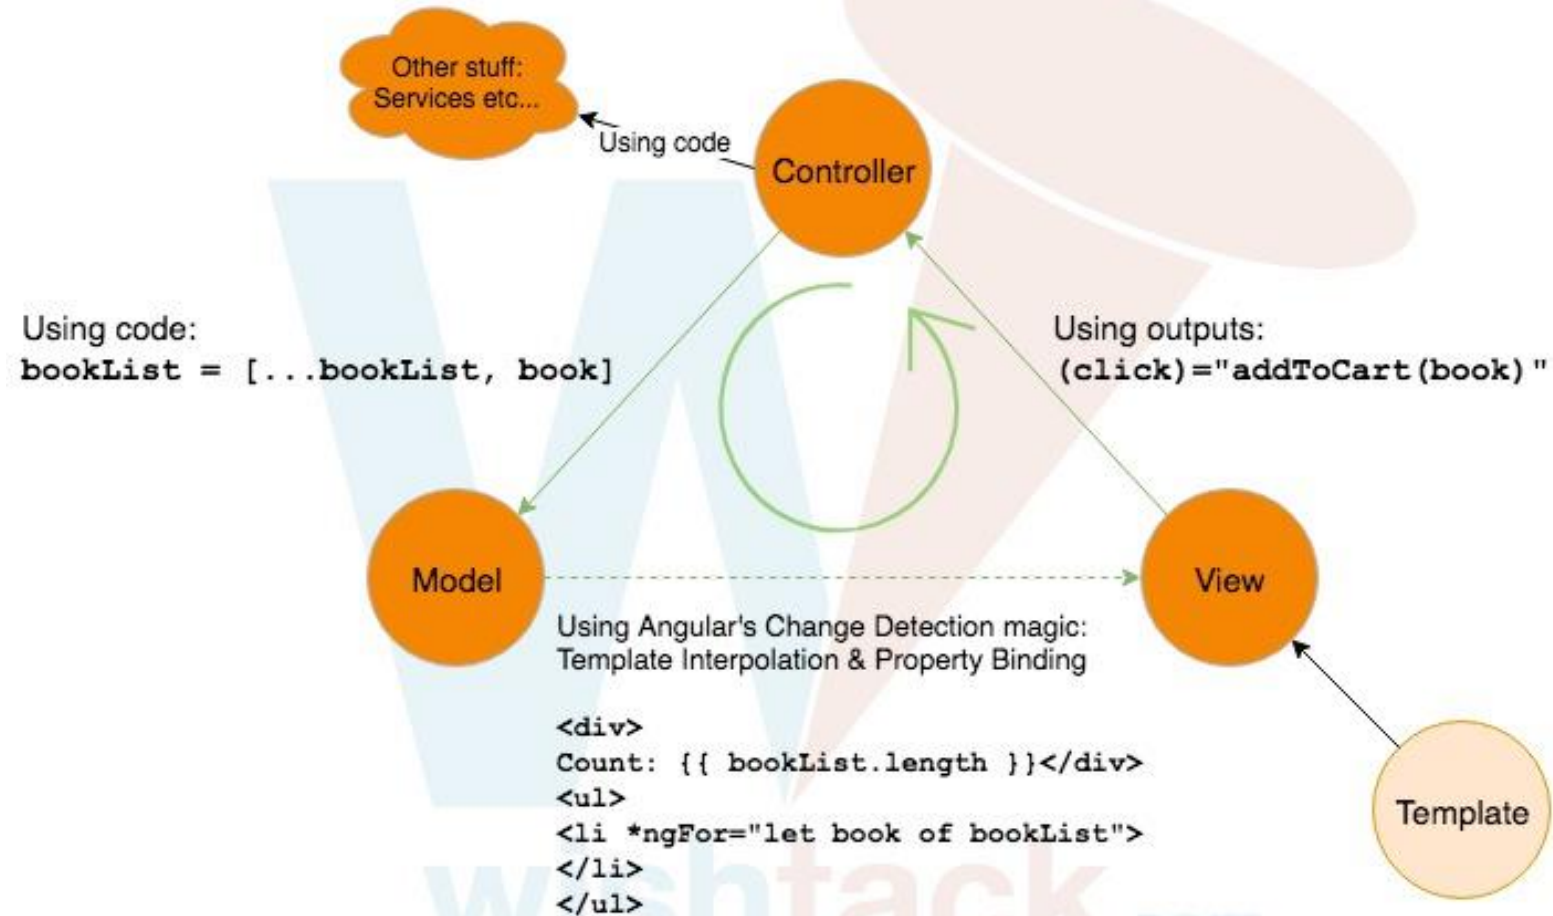 Other stuff:
Services etc...
Using code
Controller
Using code:
bookList = [...bookList, book]
Using outputs:
(click)="addToCart(book)"
Model
View
Using Angular's Change Detection magic:
Template Interpolation & Property Binding
<div>
Count: {{ bookList.length }}</div>
<ul>
<li *ngFor="let book of bookList">
</li>
</ul>
Template
wishtack